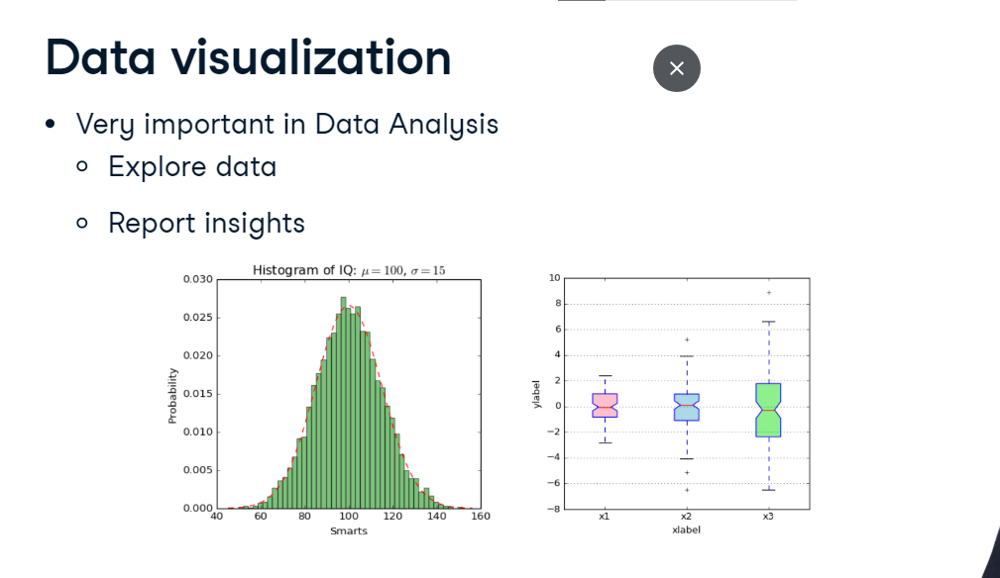 Data visualization
• Very important in Data Analysis
○ Explore data
○ Report insights
Histogram of IQ: μ = 100, σ = 15
0.030
0.025
0.020
0.015
0.010
0.005
0.000
Probability
40 60 80 100 120 140 160
Smarts
10
8
6
4
2
0
−2
−4
−6
−8
ylabel
x1 x2 x3
xlabel